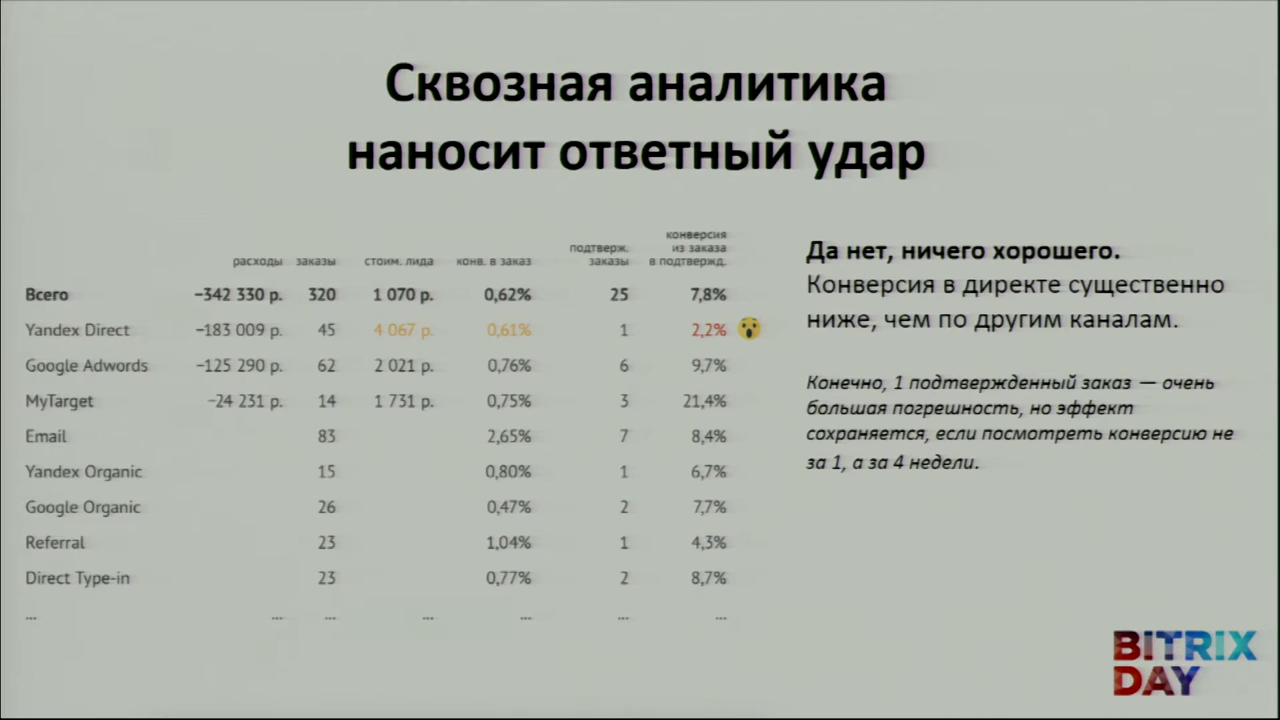 Сквозная аналитика
наносит ответный удар
расходы заказы стоим. лида конв. в заказ подтверж. заказы конверсия из заказа в подтвержд.
Всего −342 330 р. 320 1 070 р. 0,62% 25 7,8%
Yandex Direct −183 009 р. 45 4 067 р. 0,61% 1 2,2%
Google Adwords −125 290 р. 62 2 021 р. 0,76% 6 9,7%
MyTarget −24 231 р. 14 1 731 р. 0,75% 3 21,4%
Email 83 2,65% 7 8,4%
Yandex Organic 15 0,80% 1 6,7%
Google Organic 26 0,47% 2 7,7%
Referral 23 1,04% 1 4,3%
Direct Type-in 23 0,77% 2 8,7%
... ... ... ... ... ... ...
Да нет, ничего хорошего.
Конверсия в директе существенно
ниже, чем по другим каналам.
Конечно, 1 подтвержденный заказ — очень
большая погрешность, но эффект
сохраняется, если посмотреть конверсию не
за 1, а за 4 недели.
BITRIX
DAY